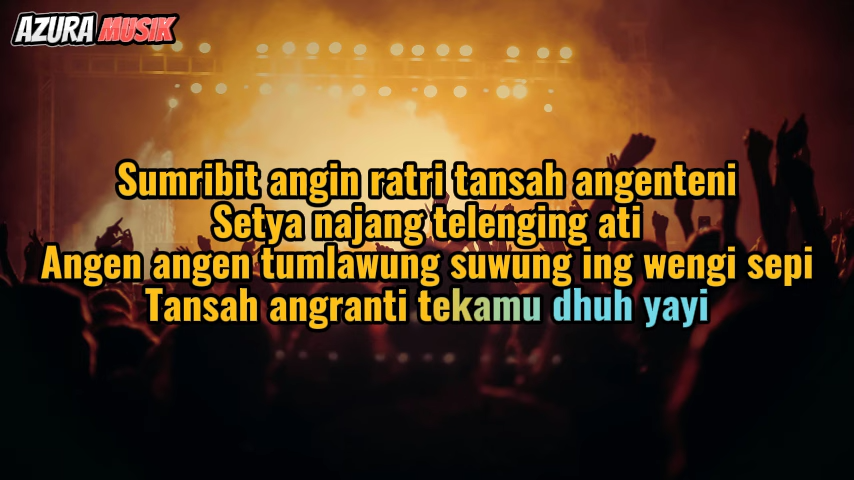 AZURA MUSIK
Sumribit angin ratri tansah angenteni
Setya najang telenging ati
Angen angen tumlawung suwung ing wengi sepi
Tansah angranti tekamu dhuh yayi